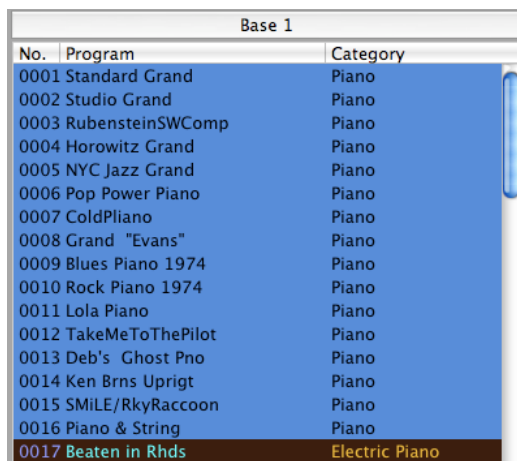 Base 1
No. Program Category
0001 Standard Grand Piano
0002 Studio Grand Piano
0003 RubensteinSWComp Piano
0004 Horowitz Grand Piano
0005 NYC Jazz Grand Piano
0006 Pop Power Piano Piano
0007 ColdPliano Piano
0008 Grand  "Evans" Piano
0009 Blues Piano 1974 Piano
0010 Rock Piano 1974 Piano
0011 Lola Piano Piano
0012 TakeMeToThePilot Piano
0013 Deb's  Ghost Pno Piano
0014 Ken Brns Uprigt Piano
0015 SMiLE/RkyRaccoon Piano
0016 Piano & String Piano
0017 Beaten in Rhds Electric Piano